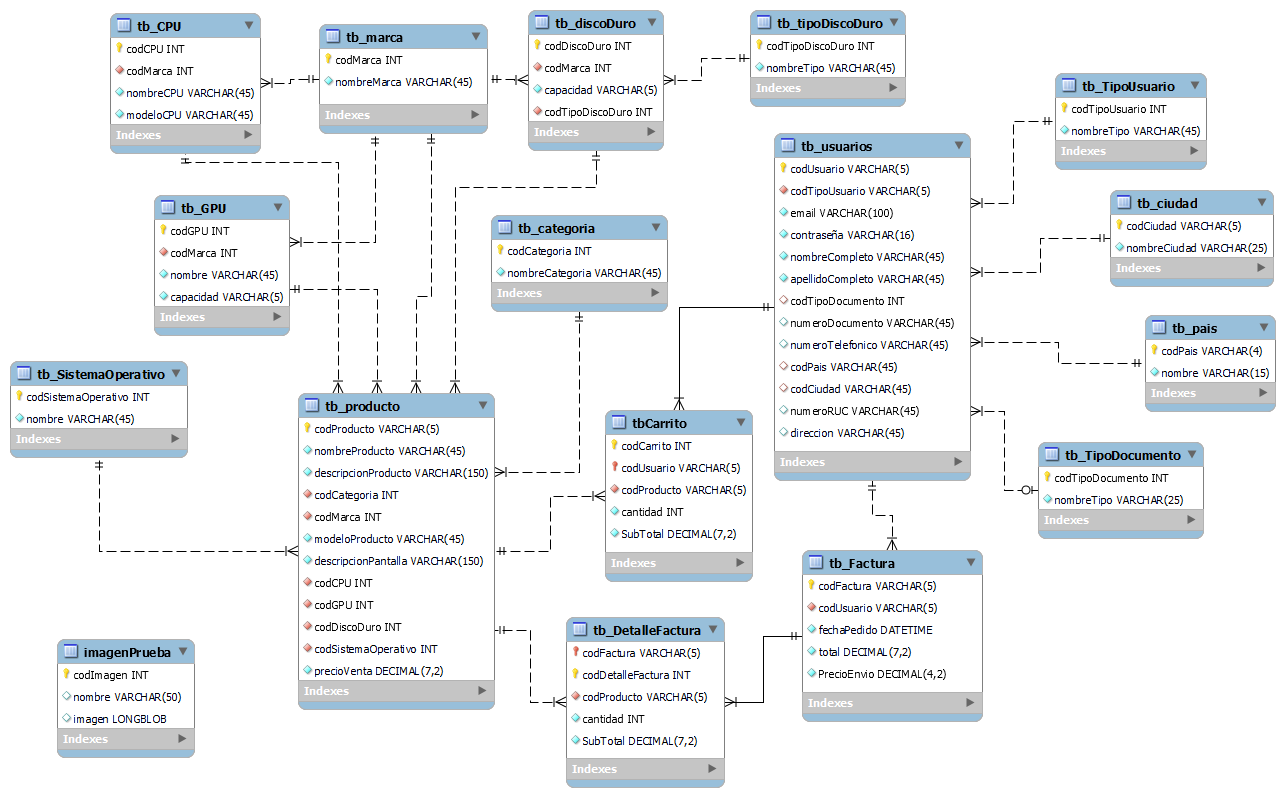 tb_CPU
codCPU INT
codMarca INT
nombreCPU VARCHAR(45)
modeloCPU VARCHAR(45)
Indexes
tb_marca
codMarca INT
nombreMarca VARCHAR(45)
Indexes
tb_discoDuro
codDiscoDuro INT
codMarca INT
capacidad VARCHAR(5)
codTipoDiscoDuro INT
Indexes
tb_tipoDiscoDuro
codTipoDiscoDuro INT
nombreTipo VARCHAR(45)
Indexes
tb_TipoUsuario
codTipoUsuario INT
nombreTipo VARCHAR(45)
Indexes
tb_usuarios
codUsuario VARCHAR(5)
codTipoUsuario VARCHAR(5)
email VARCHAR(100)
contraseña VARCHAR(16)
nombreCompleto VARCHAR(45)
apellidoCompleto VARCHAR(45)
codTipoDocumento INT
numeroDocumento VARCHAR(45)
numeroTelefonico VARCHAR(45)
codPais VARCHAR(45)
codCiudad VARCHAR(45)
numeroRUC VARCHAR(45)
direccion VARCHAR(45)
Indexes
tb_ciudad
codCiudad VARCHAR(5)
nombreCiudad VARCHAR(25)
Indexes
tb_GPU
codGPU INT
codMarca INT
nombre VARCHAR(45)
capacidad VARCHAR(5)
Indexes
tb_categoria
codCategoria INT
nombreCategoria VARCHAR(45)
Indexes
tb_pais
codPais VARCHAR(4)
nombre VARCHAR(15)
Indexes
tb_SistemaOperativo
codSistemaOperativo INT
nombre VARCHAR(45)
Indexes
tb_producto
codProducto VARCHAR(5)
nombreProducto VARCHAR(45)
descripcionProducto VARCHAR(150)
codCategoria INT
codMarca INT
modeloProducto VARCHAR(45)
descripcionPantalla VARCHAR(150)
codCPU INT
codGPU INT
codDiscoDuro INT
codSistemaOperativo INT
precioVenta DECIMAL(7,2)
Indexes
tbCarrito
codCarrito INT
codUsuario VARCHAR(5)
codProducto VARCHAR(5)
cantidad INT
SubTotal DECIMAL(7,2)
Indexes
tb_TipoDocumento
codTipoDocumento INT
nombreTipo VARCHAR(25)
Indexes
tb_Factura
codFactura VARCHAR(5)
codUsuario VARCHAR(5)
fechaPedido DATETIME
total DECIMAL(7,2)
PrecioEnvio DECIMAL(4,2)
Indexes
tb_DetalleFactura
codFactura VARCHAR(5)
codDetalleFactura INT
codProducto VARCHAR(5)
cantidad INT
SubTotal DECIMAL(7,2)
Indexes
imagenPrueba
codImagen INT
nombre VARCHAR(50)
imagen LONGBLOB
Indexes